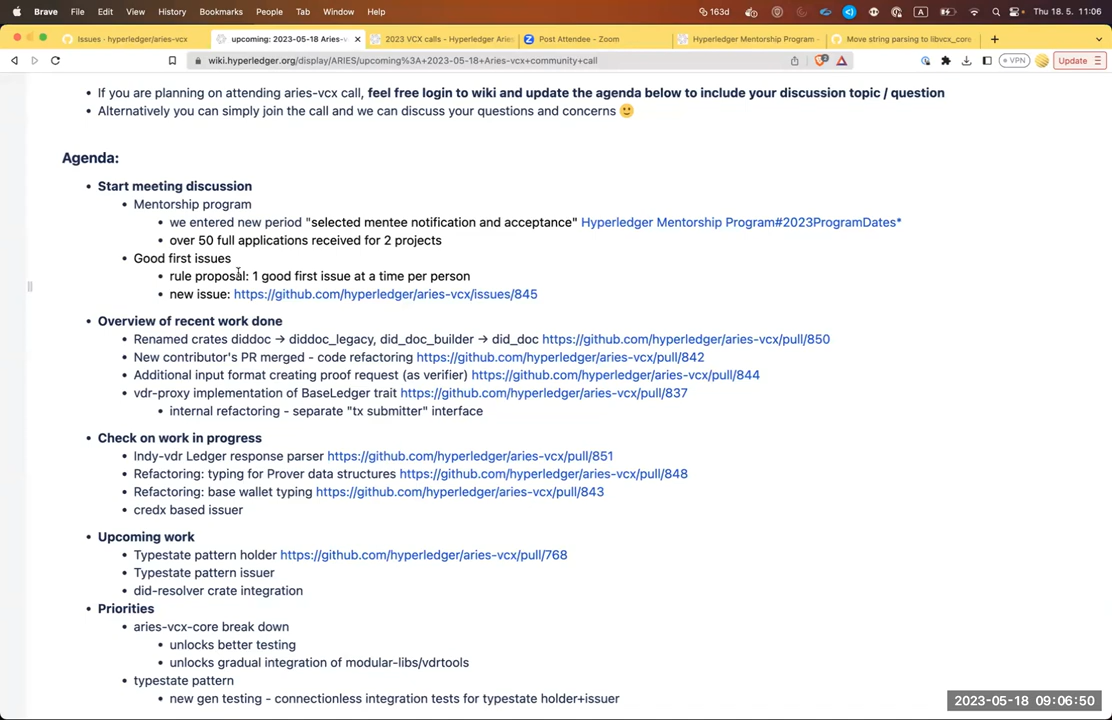 Brave File Edit View History Bookmarks People Tab Window Help 163d A Thu 18. 5. 11:06
Issues · hyperledger/aries-vcx upcoming: 2023-05-18 Aries-v 2023 VCX calls - Hyperledger Aries Post Attendee - Zoom Hyperledger Mentorship Program - Move string parsing to libvcx_core
wiki.hyperledger.org/display/ARIES/upcoming%3A+2023-05-18+Aries-vcx+community+call VPN Update
• If you are planning on attending aries-vcx call, feel free login to wiki and update the agenda below to include your discussion topic / question
• Alternatively you can simply join the call and we can discuss your questions and concerns 🙂
Agenda:
• Start meeting discussion
• Mentorship program
• we entered new period "selected mentee notification and acceptance" Hyperledger Mentorship Program#2023ProgramDates*
• over 50 full applications received for 2 projects
• Good first issues
• rule proposal: 1 good first issue at a time per person
• new issue: https://github.com/hyperledger/aries-vcx/issues/845
• Overview of recent work done
• Renamed crates diddoc → diddoc_legacy, did_doc_builder → did_doc https://github.com/hyperledger/aries-vcx/pull/850
• New contributor's PR merged - code refactoring https://github.com/hyperledger/aries-vcx/pull/842
• Additional input format creating proof request (as verifier) https://github.com/hyperledger/aries-vcx/pull/844
• vdr-proxy implementation of BaseLedger trait https://github.com/hyperledger/aries-vcx/pull/837
• internal refactoring - separate "tx submitter" interface
• Check on work in progress
• Indy-vdr Ledger response parser https://github.com/hyperledger/aries-vcx/pull/851
• Refactoring: typing for Prover data structures https://github.com/hyperledger/aries-vcx/pull/848
• Refactoring: base wallet typing https://github.com/hyperledger/aries-vcx/pull/843
• credx based issuer
• Upcoming work
• Typestate pattern holder https://github.com/hyperledger/aries-vcx/pull/768
• Typestate pattern issuer
• did-resolver crate integration
• Priorities
• aries-vcx-core break down
• unlocks better testing
• unlocks gradual integration of modular-libs/vdrtools
• typestate pattern
• new gen testing - connectionless integration tests for typestate holder+issuer
2023-05-18 09:06:50